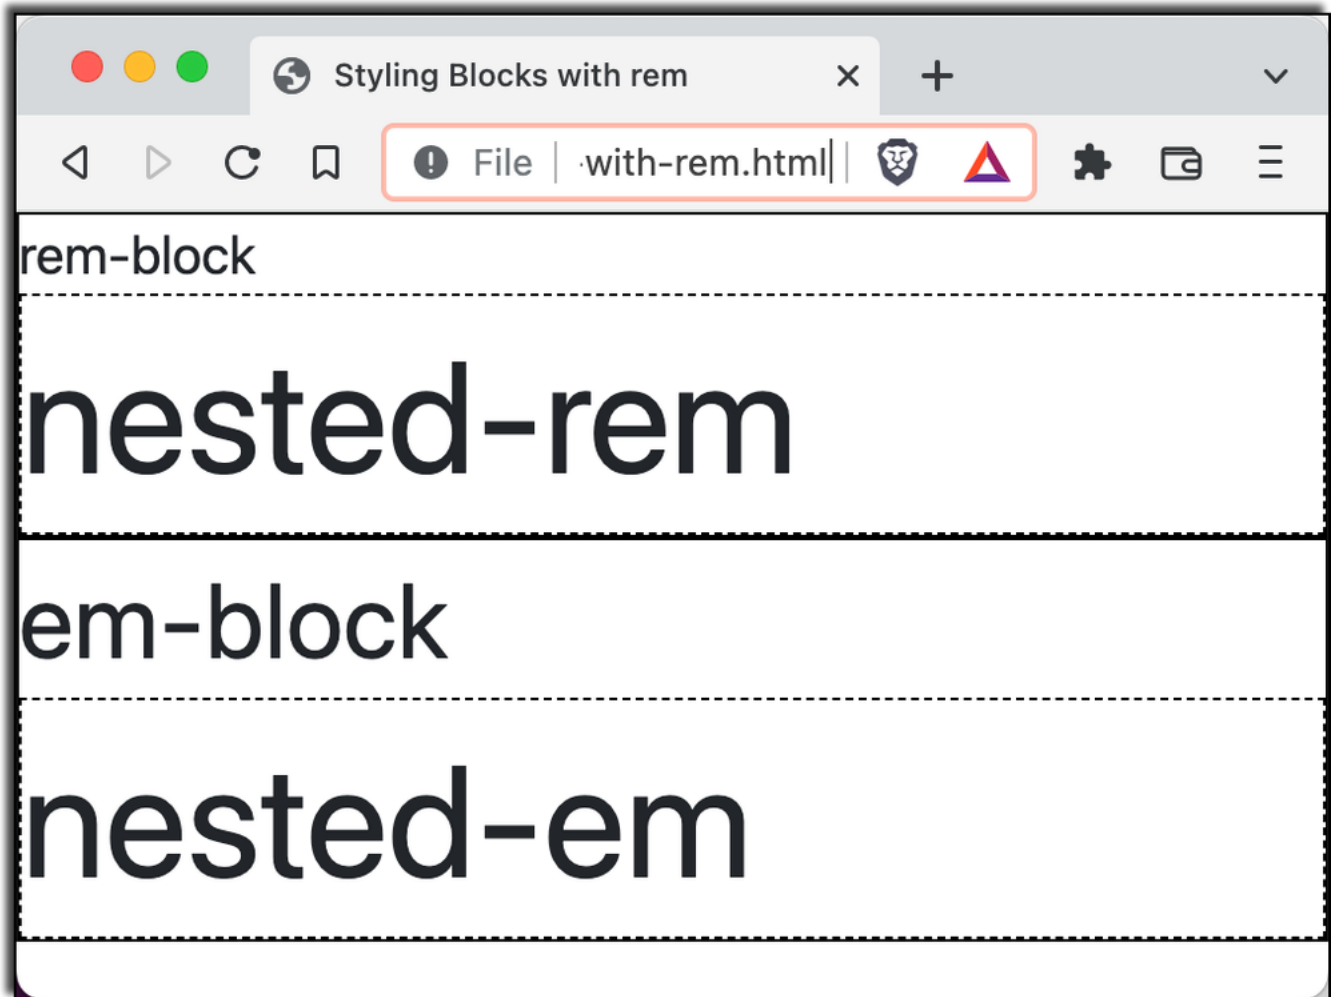 Styling Blocks with rem
File with-rem.html
rem-block
nested-rem
em-block
nested-em